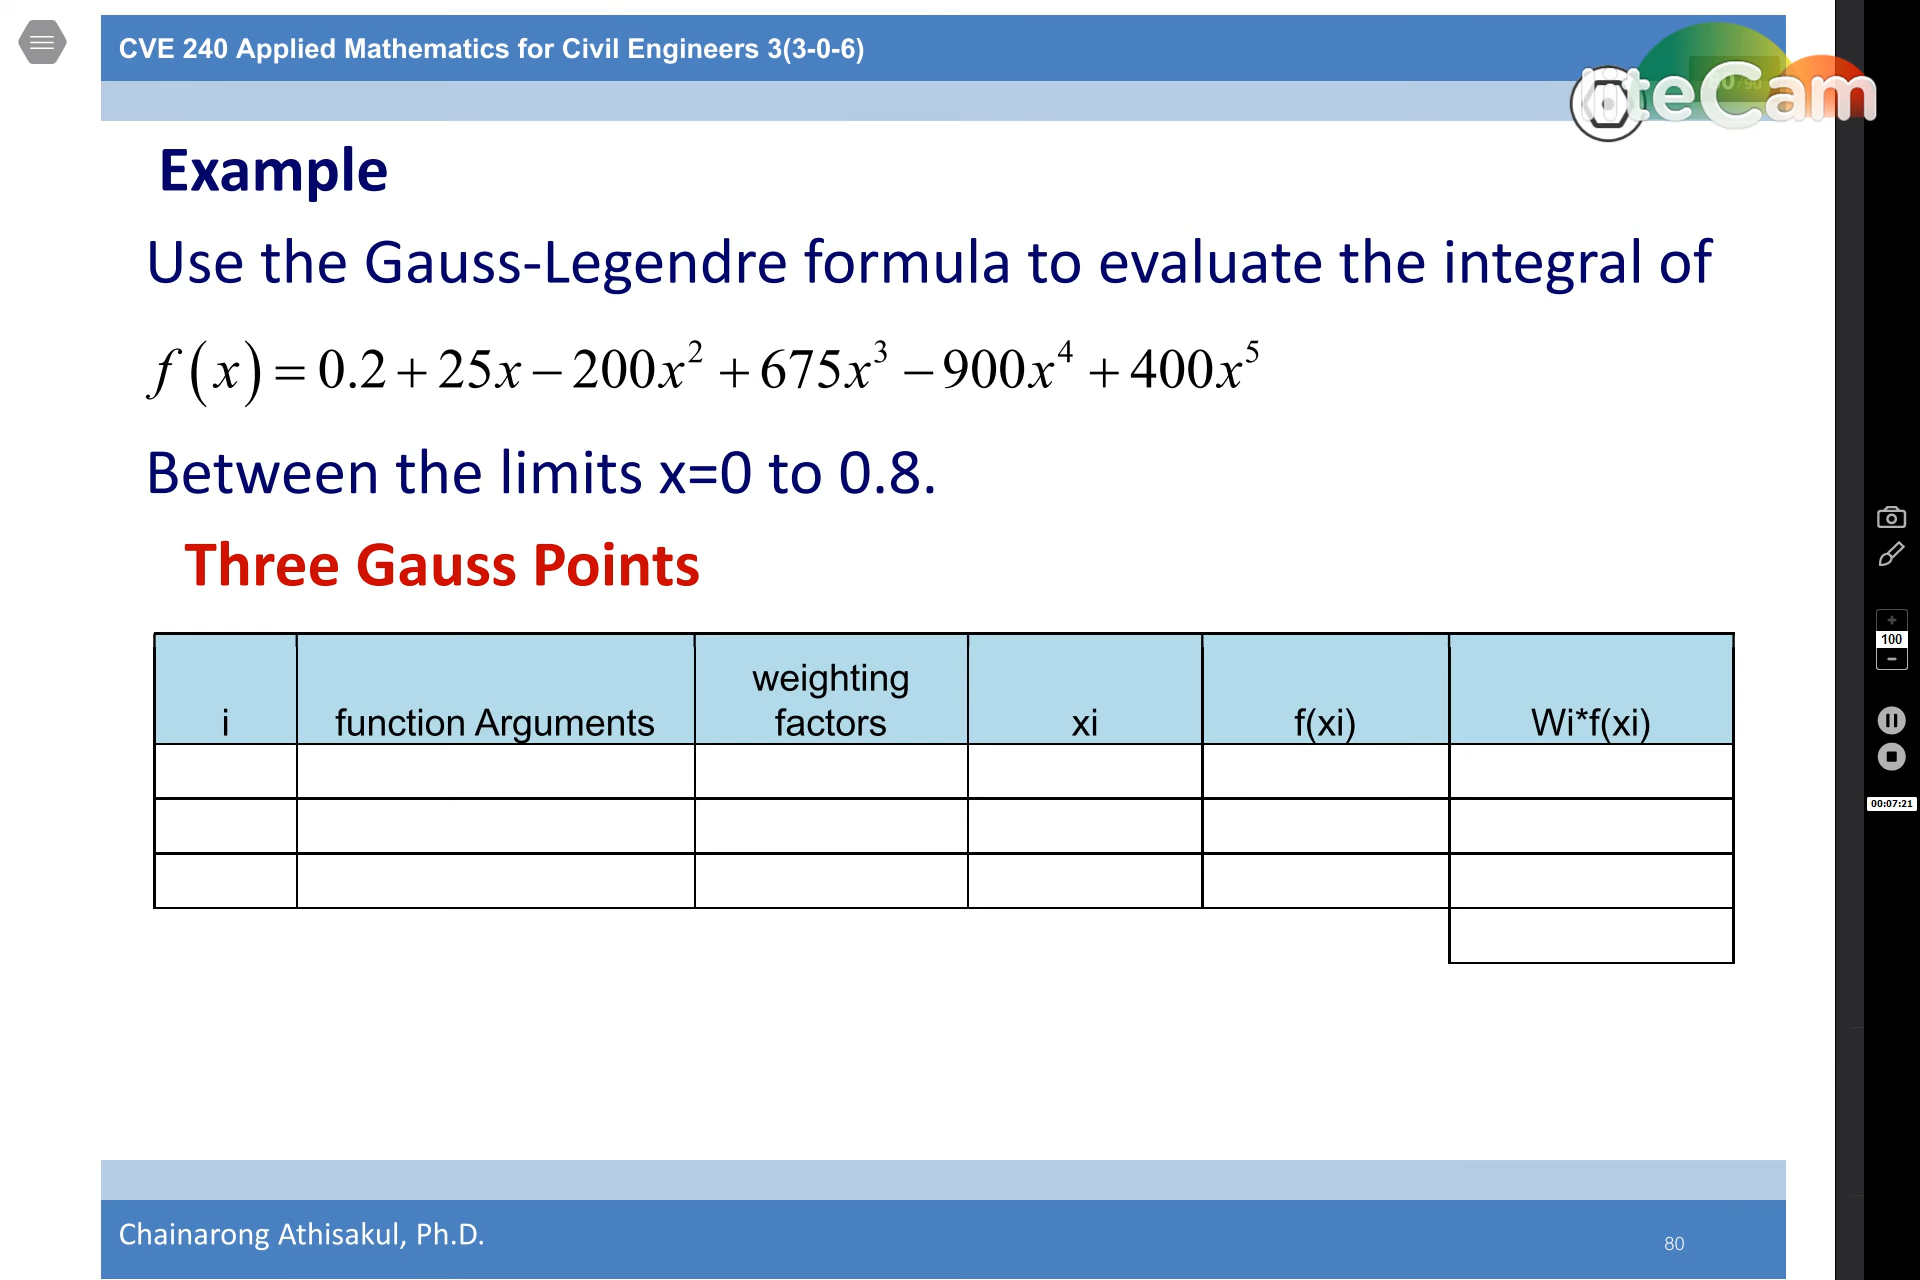 CVE 240 Applied Mathematics for Civil Engineers 3(3-0-6)
liteCam
Example
Use the Gauss-Legendre formula to evaluate the integral of
f(x) = 0.2 + 25x − 200x² + 675x³ − 900x⁴ + 400x⁵
Between the limits x=0 to 0.8.
Three Gauss Points
i function Arguments weighting factors xi f(xi) Wi*f(xi)
100
00:07:21
Chainarong Athisakul, Ph.D.
80